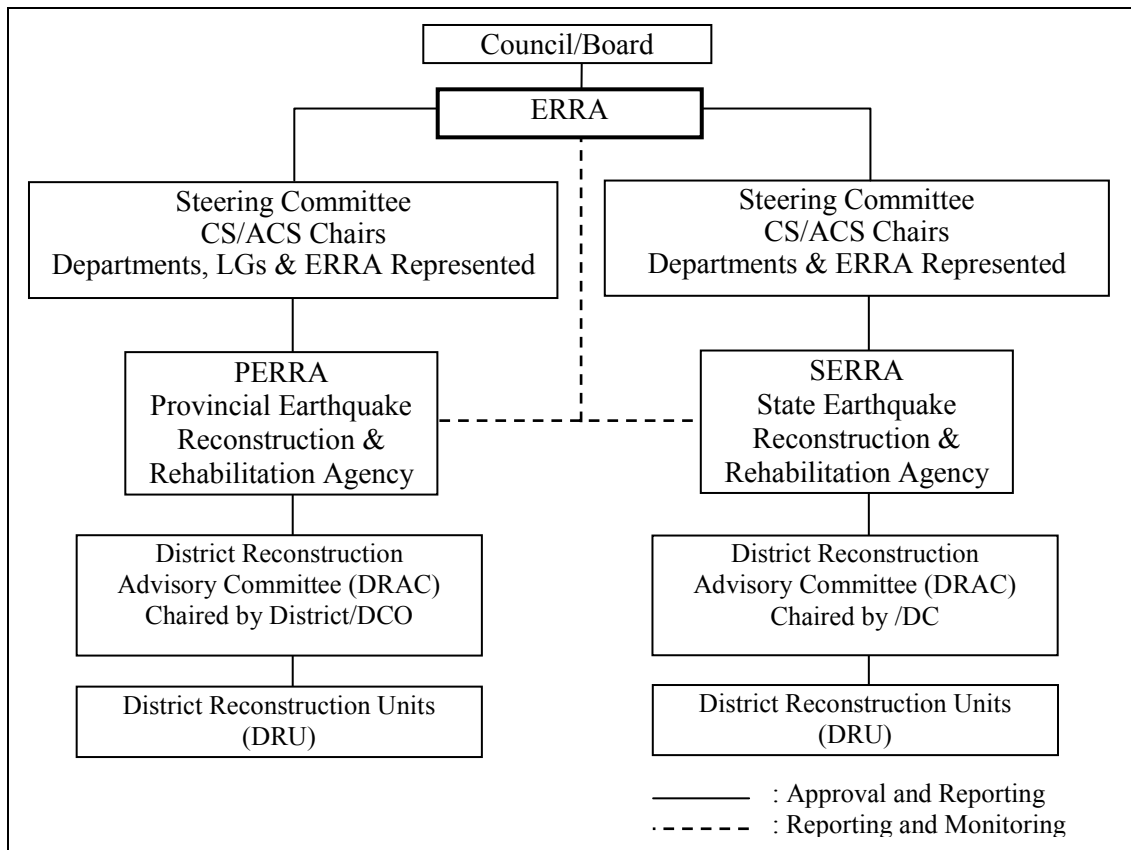 Council/Board
ERRA
Steering Committee
CS/ACS Chairs
Departments, LGs & ERRA Represented
Steering Committee
CS/ACS Chairs
Departments & ERRA Represented
PERRA
Provincial Earthquake
Reconstruction &
Rehabilitation Agency
SERRA
State Earthquake
Reconstruction &
Rehabilitation Agency
District Reconstruction
Advisory Committee (DRAC)
Chaired by District/DCO
District Reconstruction
Advisory Committee (DRAC)
Chaired by /DC
District Reconstruction Units
(DRU)
District Reconstruction Units
(DRU)
: Approval and Reporting
: Reporting and Monitoring